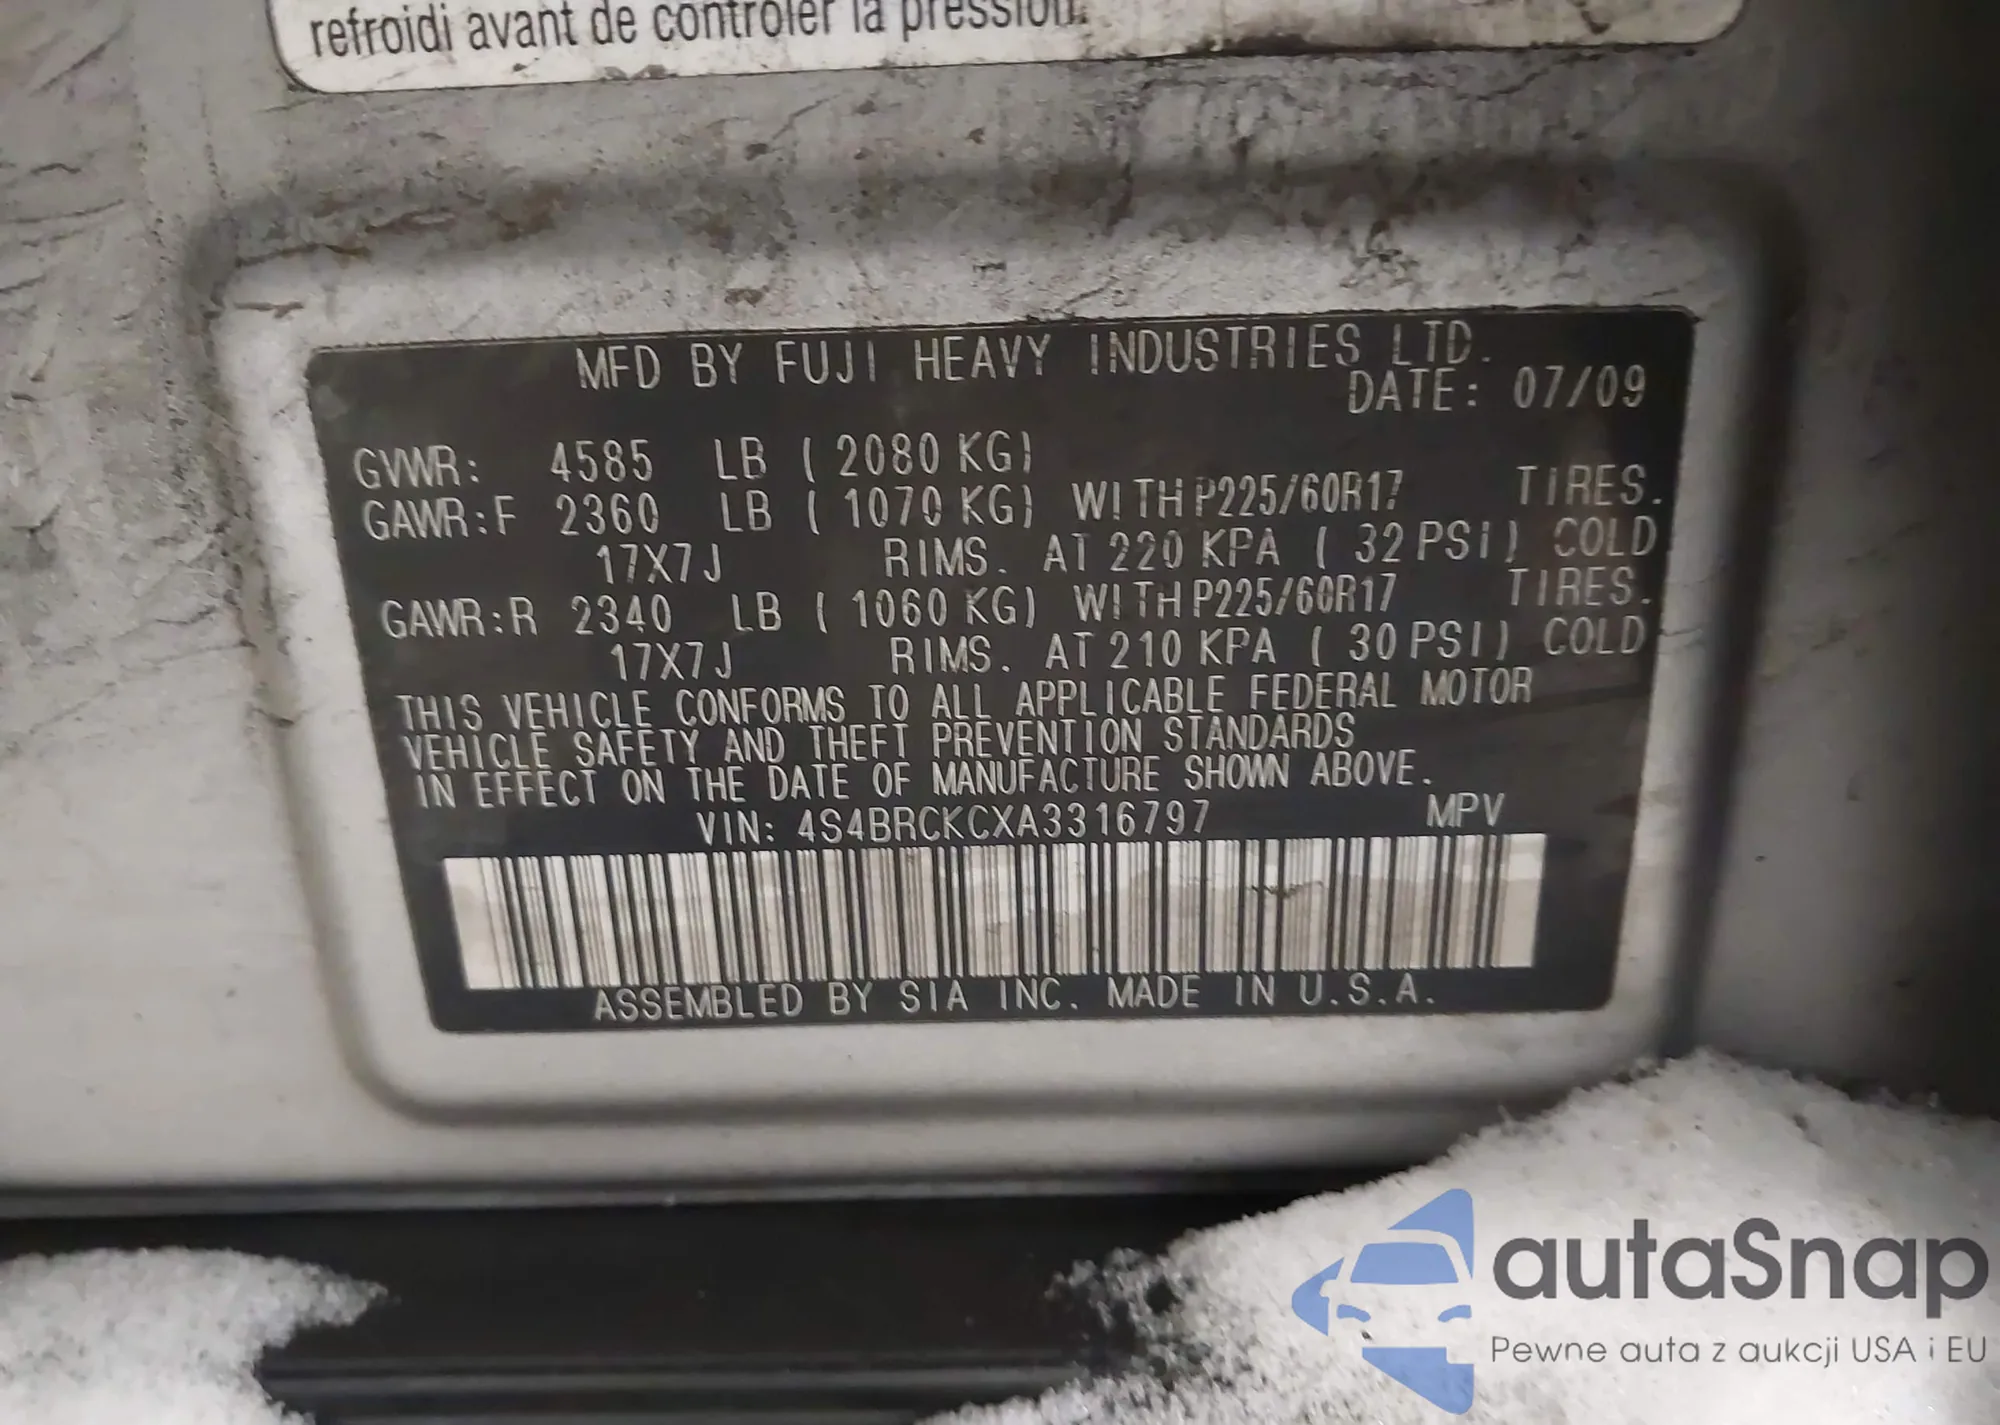 refroidi avant de contrôler la pression.
MFD BY FUJI HEAVY INDUSTRIES LTD.
DATE: 07/09
GVWR: 4585 LB ( 2080 KG)
GAWR:F 2360 LB ( 1070 KG) WITH P225/60R17 TIRES.
17X7J RIMS. AT 220 KPA ( 32 PSI) COLD
GAWR:R 2340 LB ( 1060 KG) WITH P225/60R17 TIRES.
17X7J RIMS. AT 210 KPA ( 30 PSI) COLD
THIS VEHICLE CONFORMS TO ALL APPLICABLE FEDERAL MOTOR
VEHICLE SAFETY AND THEFT PREVENTION STANDARDS
IN EFFECT ON THE DATE OF MANUFACTURE SHOWN ABOVE.
VIN: 4S4BRCKCXA3316797 MPV
ASSEMBLED BY SIA INC. MADE IN U.S.A.
autaSnap
Pewne auta z aukcji USA i EU